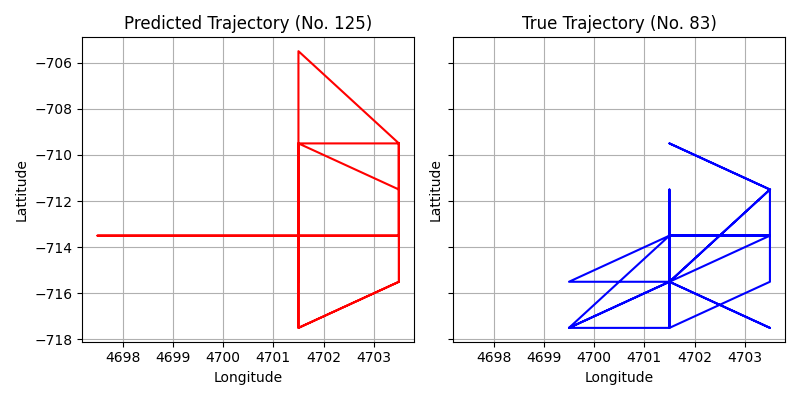 Predicted Trajectory (No. 125)
True Trajectory (No. 83)
Lattitude
−706
−708
−710
−712
−714
−716
−718
4698 4699 4700 4701 4702 4703
Longitude
Lattitude
4698 4699 4700 4701 4702 4703
Longitude